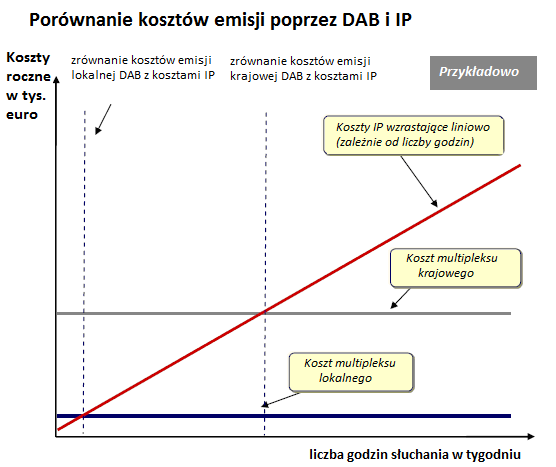 Porównanie kosztów emisji poprzez DAB i IP
Koszty
roczne
w tys.
euro
zrównanie kosztów emisji
lokalnej DAB z kosztami IP
zrównanie kosztów emisji
krajowej DAB z kosztami IP
Przykładowo
Koszty IP wzrastające liniowo
(zależnie od liczby godzin)
Koszt multipleksu
krajowego
Koszt multipleksu
lokalnego
liczba godzin słuchania w tygodniu